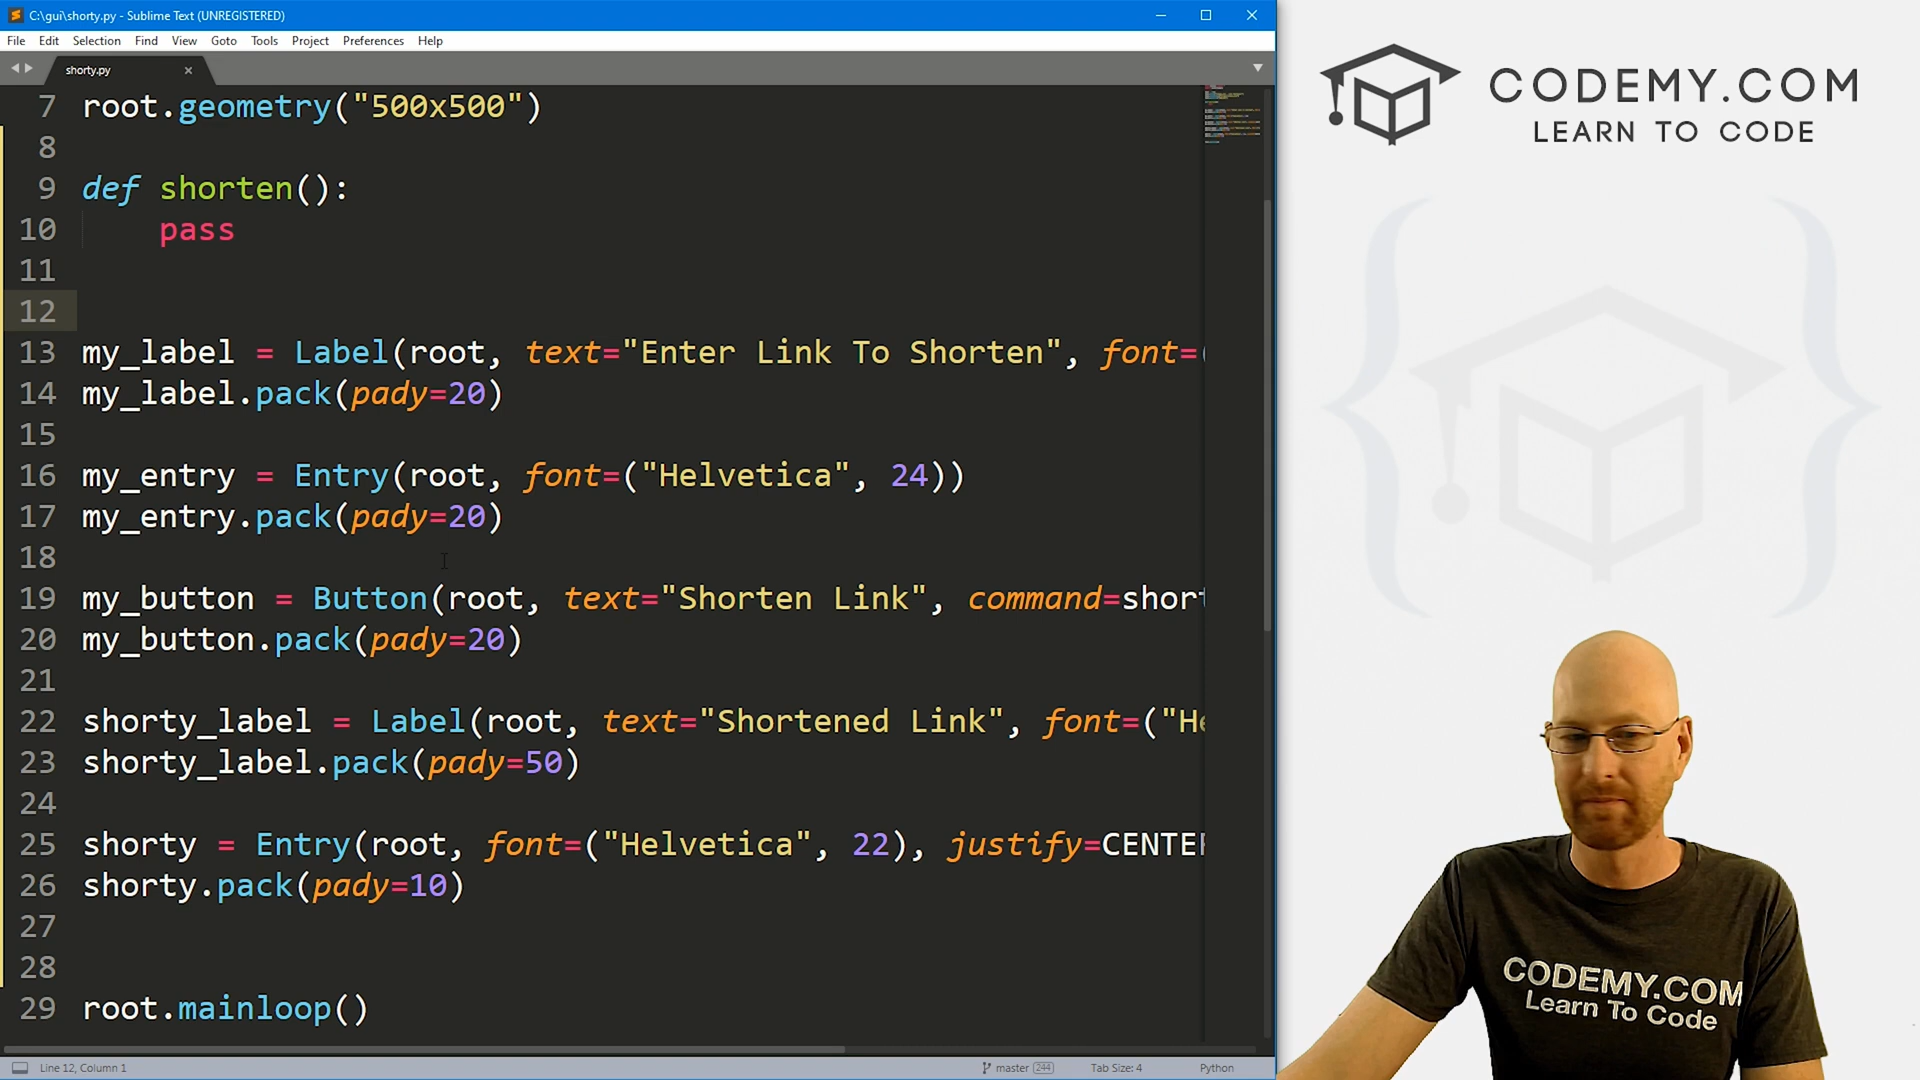 C:\gui\shorty.py - Sublime Text (UNREGISTERED)
File Edit Selection Find View Goto Tools Project Preferences Help
shorty.py
7 root.geometry("500x500")
8
9 def shorten():
10 pass
11
12
13 my_label = Label(root, text="Enter Link To Shorten", font=(
14 my_label.pack(pady=20)
15
16 my_entry = Entry(root, font=("Helvetica", 24))
17 my_entry.pack(pady=20)
18
19 my_button = Button(root, text="Shorten Link", command=short
20 my_button.pack(pady=20)
21
22 shorty_label = Label(root, text="Shortened Link", font=("He
23 shorty_label.pack(pady=50)
24
25 shorty = Entry(root, font=("Helvetica", 22), justify=CENTER
26 shorty.pack(pady=10)
27
28
29 root.mainloop()
Line 12, Column 1
master 244
Tab Size: 4
Python
CODEMY.COM
LEARN TO CODE
CODEMY.COM
Learn To Code